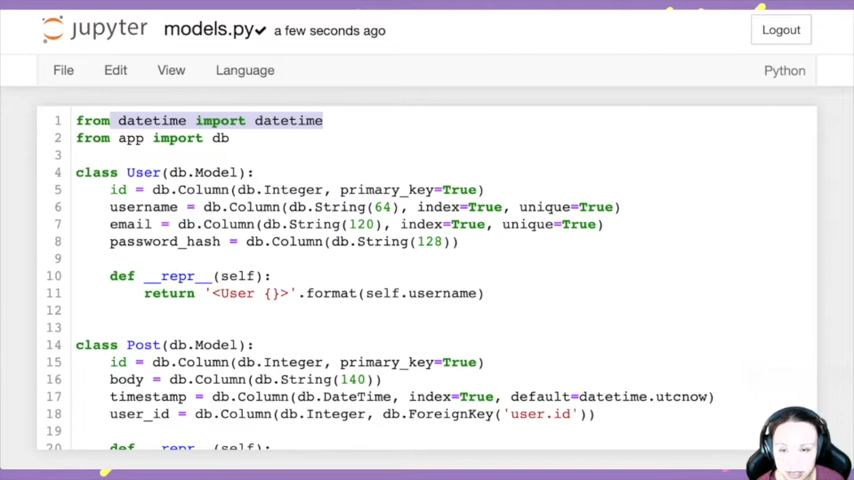 jupyter models.py✔ a few seconds ago
Logout
File Edit View Language Python
1 from datetime import datetime
2 from app import db
3
4 class User(db.Model):
5 id = db.Column(db.Integer, primary_key=True)
6 username = db.Column(db.String(64), index=True, unique=True)
7 email = db.Column(db.String(120), index=True, unique=True)
8 password_hash = db.Column(db.String(128))
9
10 def __repr__(self):
11 return '<User {}>'.format(self.username)
12
13
14 class Post(db.Model):
15 id = db.Column(db.Integer, primary_key=True)
16 body = db.Column(db.String(140))
17 timestamp = db.Column(db.DateTime, index=True, default=datetime.utcnow)
18 user_id = db.Column(db.Integer, db.ForeignKey('user.id'))
19
20 def __repr__(self):